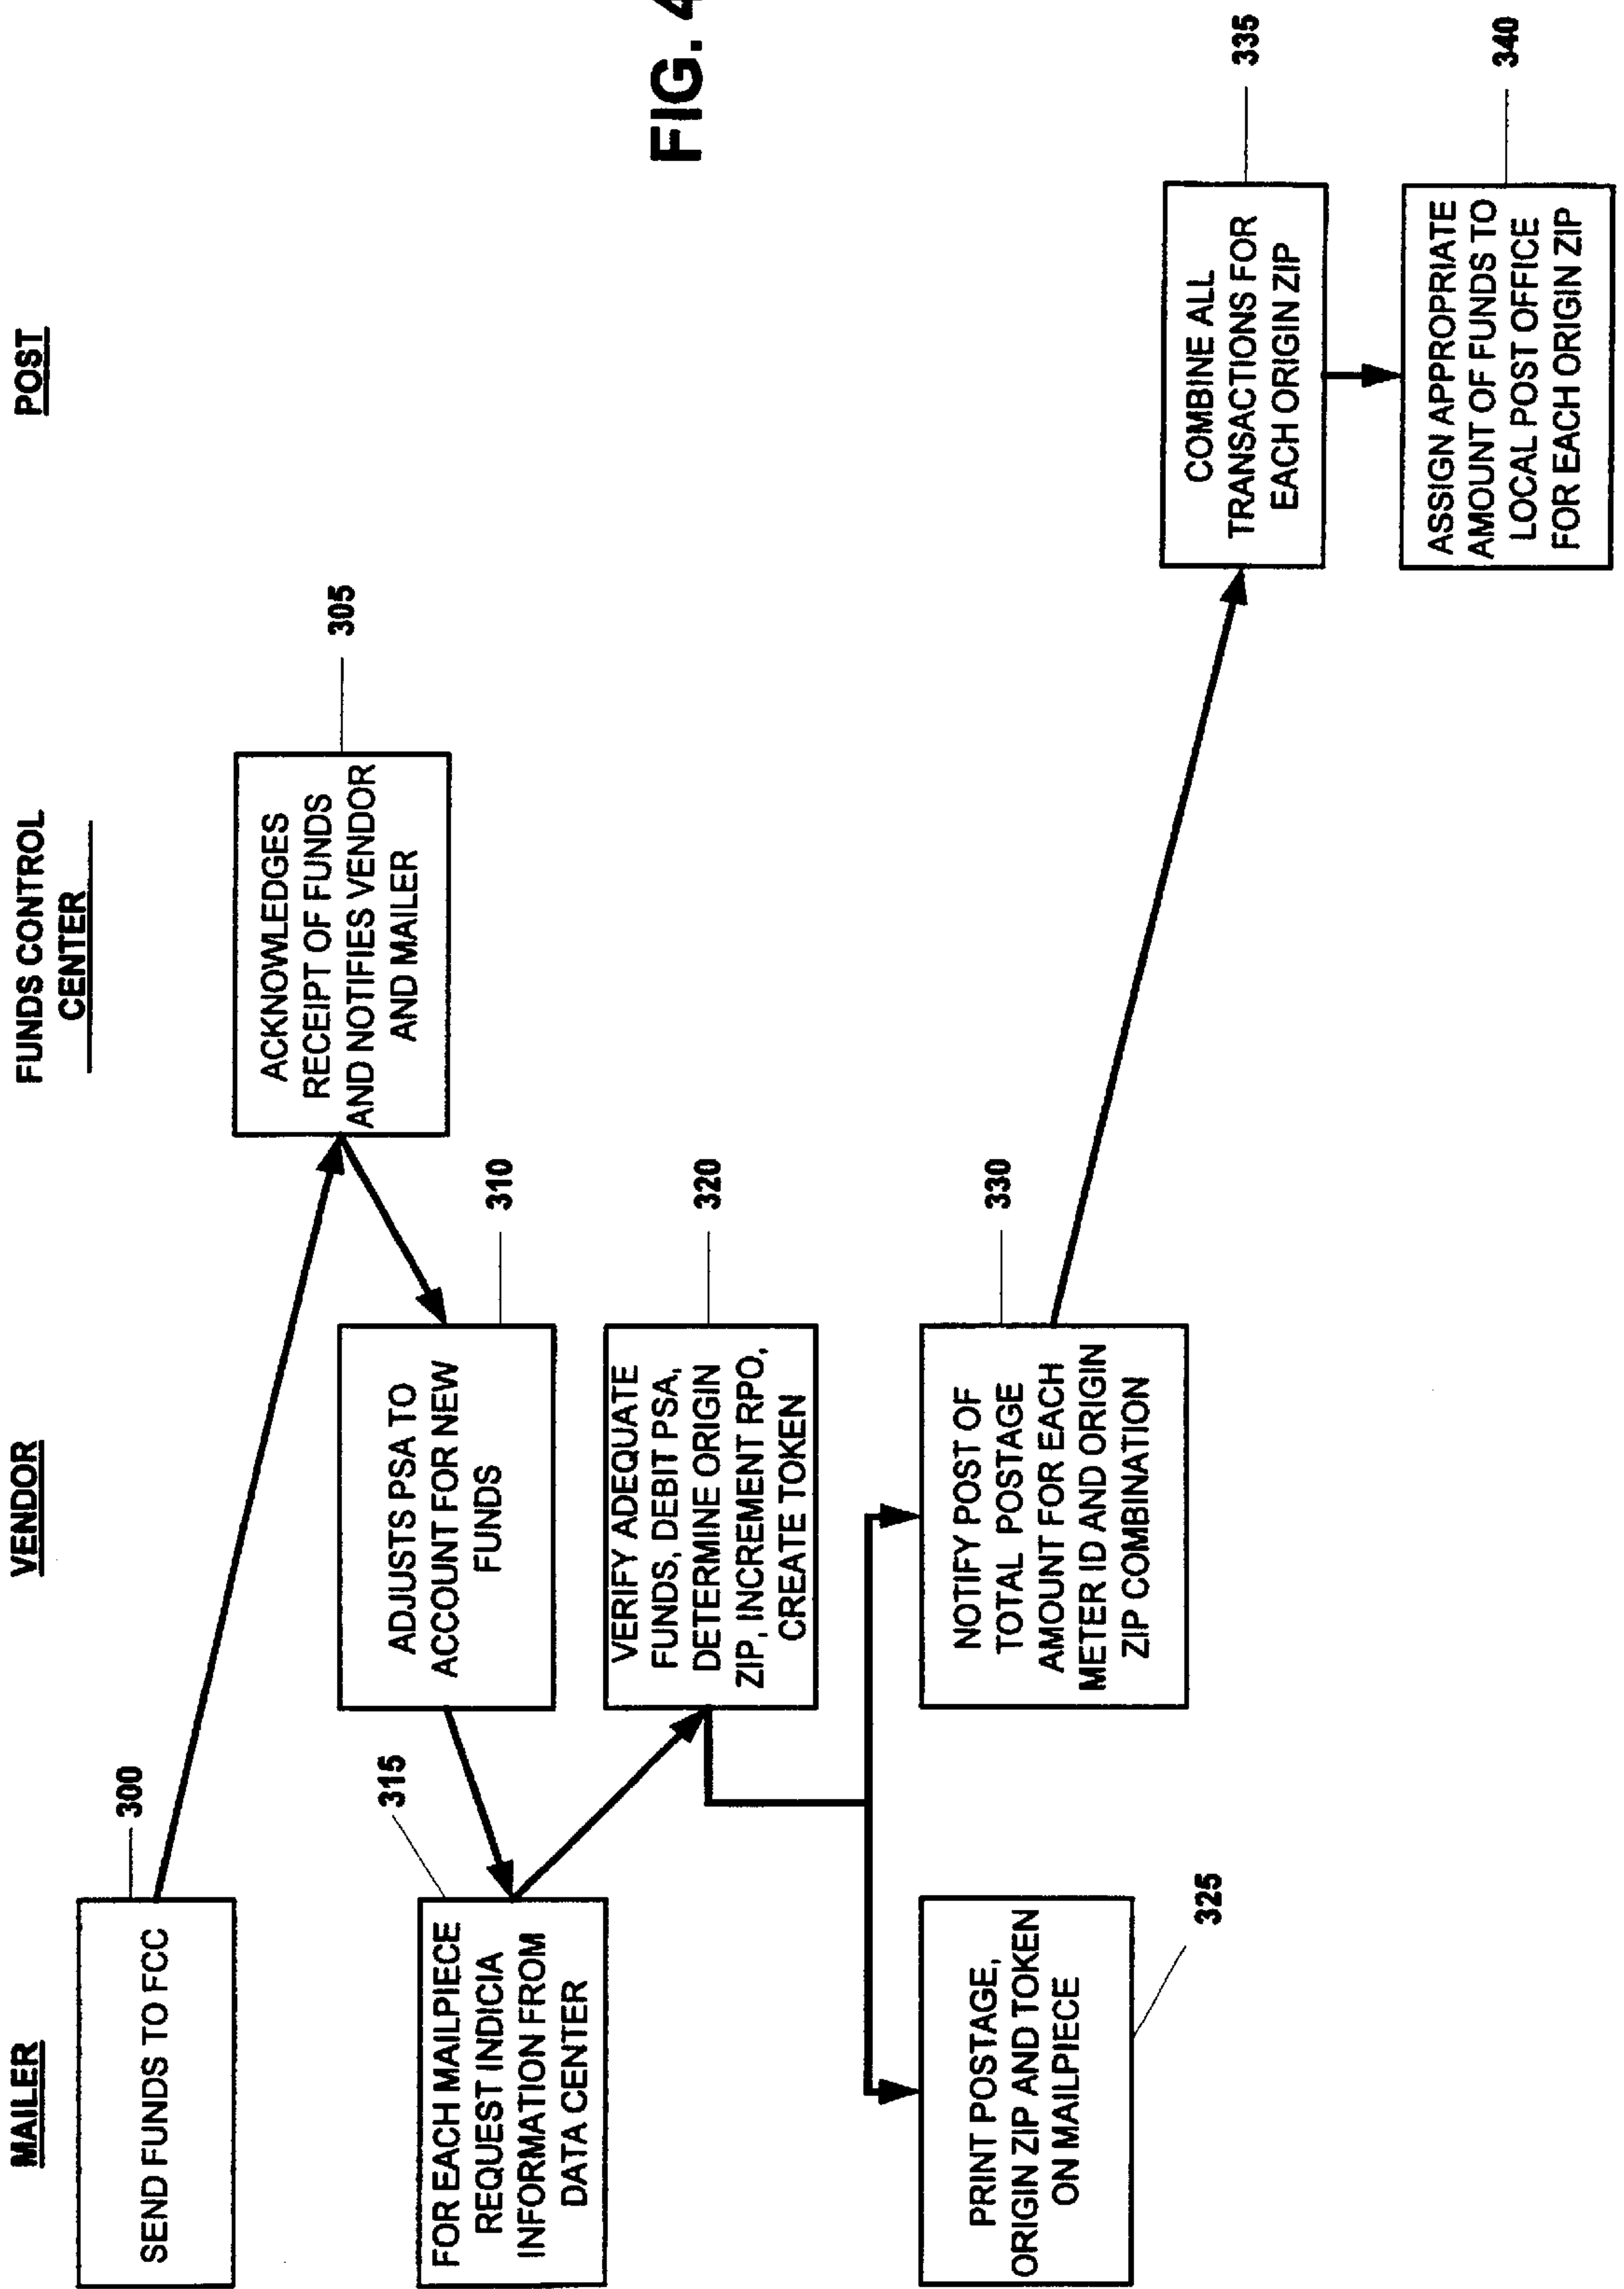 MAILER
VENDOR
FUNDS CONTROL
CENTER
POST
300
SEND FUNDS TO FCC
305
ACKNOWLEDGES
RECEIPT OF FUNDS
AND NOTIFIES VENDOR
AND MAILER
310
ADJUSTS PSA TO
ACCOUNT FOR NEW
FUNDS
315
FOR EACH MAILPIECE
REQUEST INDICIA
INFORMATION FROM
DATA CENTER
320
VERIFY ADEQUATE
FUNDS, DEBIT PSA,
DETERMINE ORIGIN
ZIP, INCREMENT RPO,
CREATE TOKEN
PRINT POSTAGE,
ORIGIN ZIP AND TOKEN
ON MAILPIECE
325
330
NOTIFY POST OF
TOTAL POSTAGE
AMOUNT FOR EACH
METER ID AND ORIGIN
ZIP COMBINATION
COMBINE ALL
TRANSACTIONS FOR
EACH ORIGIN ZIP
335
ASSIGN APPROPRIATE
AMOUNT OF FUNDS TO
LOCAL POST OFFICE
FOR EACH ORIGIN ZIP
340
FIG. 4